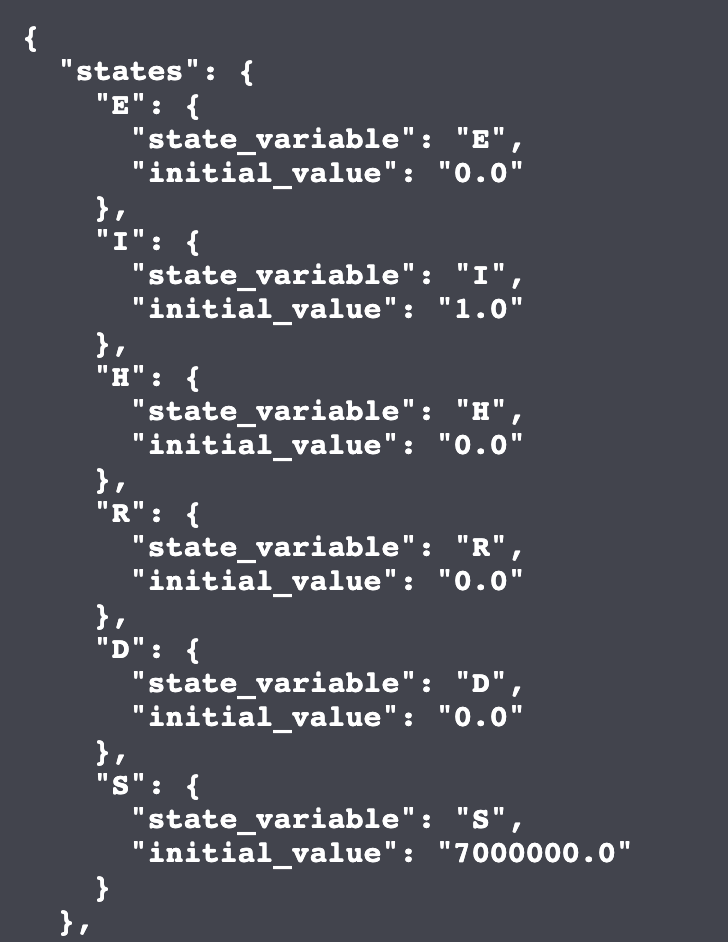 {
  "states": {
    "E": {
      "state_variable": "E",
      "initial_value": "0.0"
    },
    "I": {
      "state_variable": "I",
      "initial_value": "1.0"
    },
    "H": {
      "state_variable": "H",
      "initial_value": "0.0"
    },
    "R": {
      "state_variable": "R",
      "initial_value": "0.0"
    },
    "D": {
      "state_variable": "D",
      "initial_value": "0.0"
    },
    "S": {
      "state_variable": "S",
      "initial_value": "7000000.0"
    }
  },